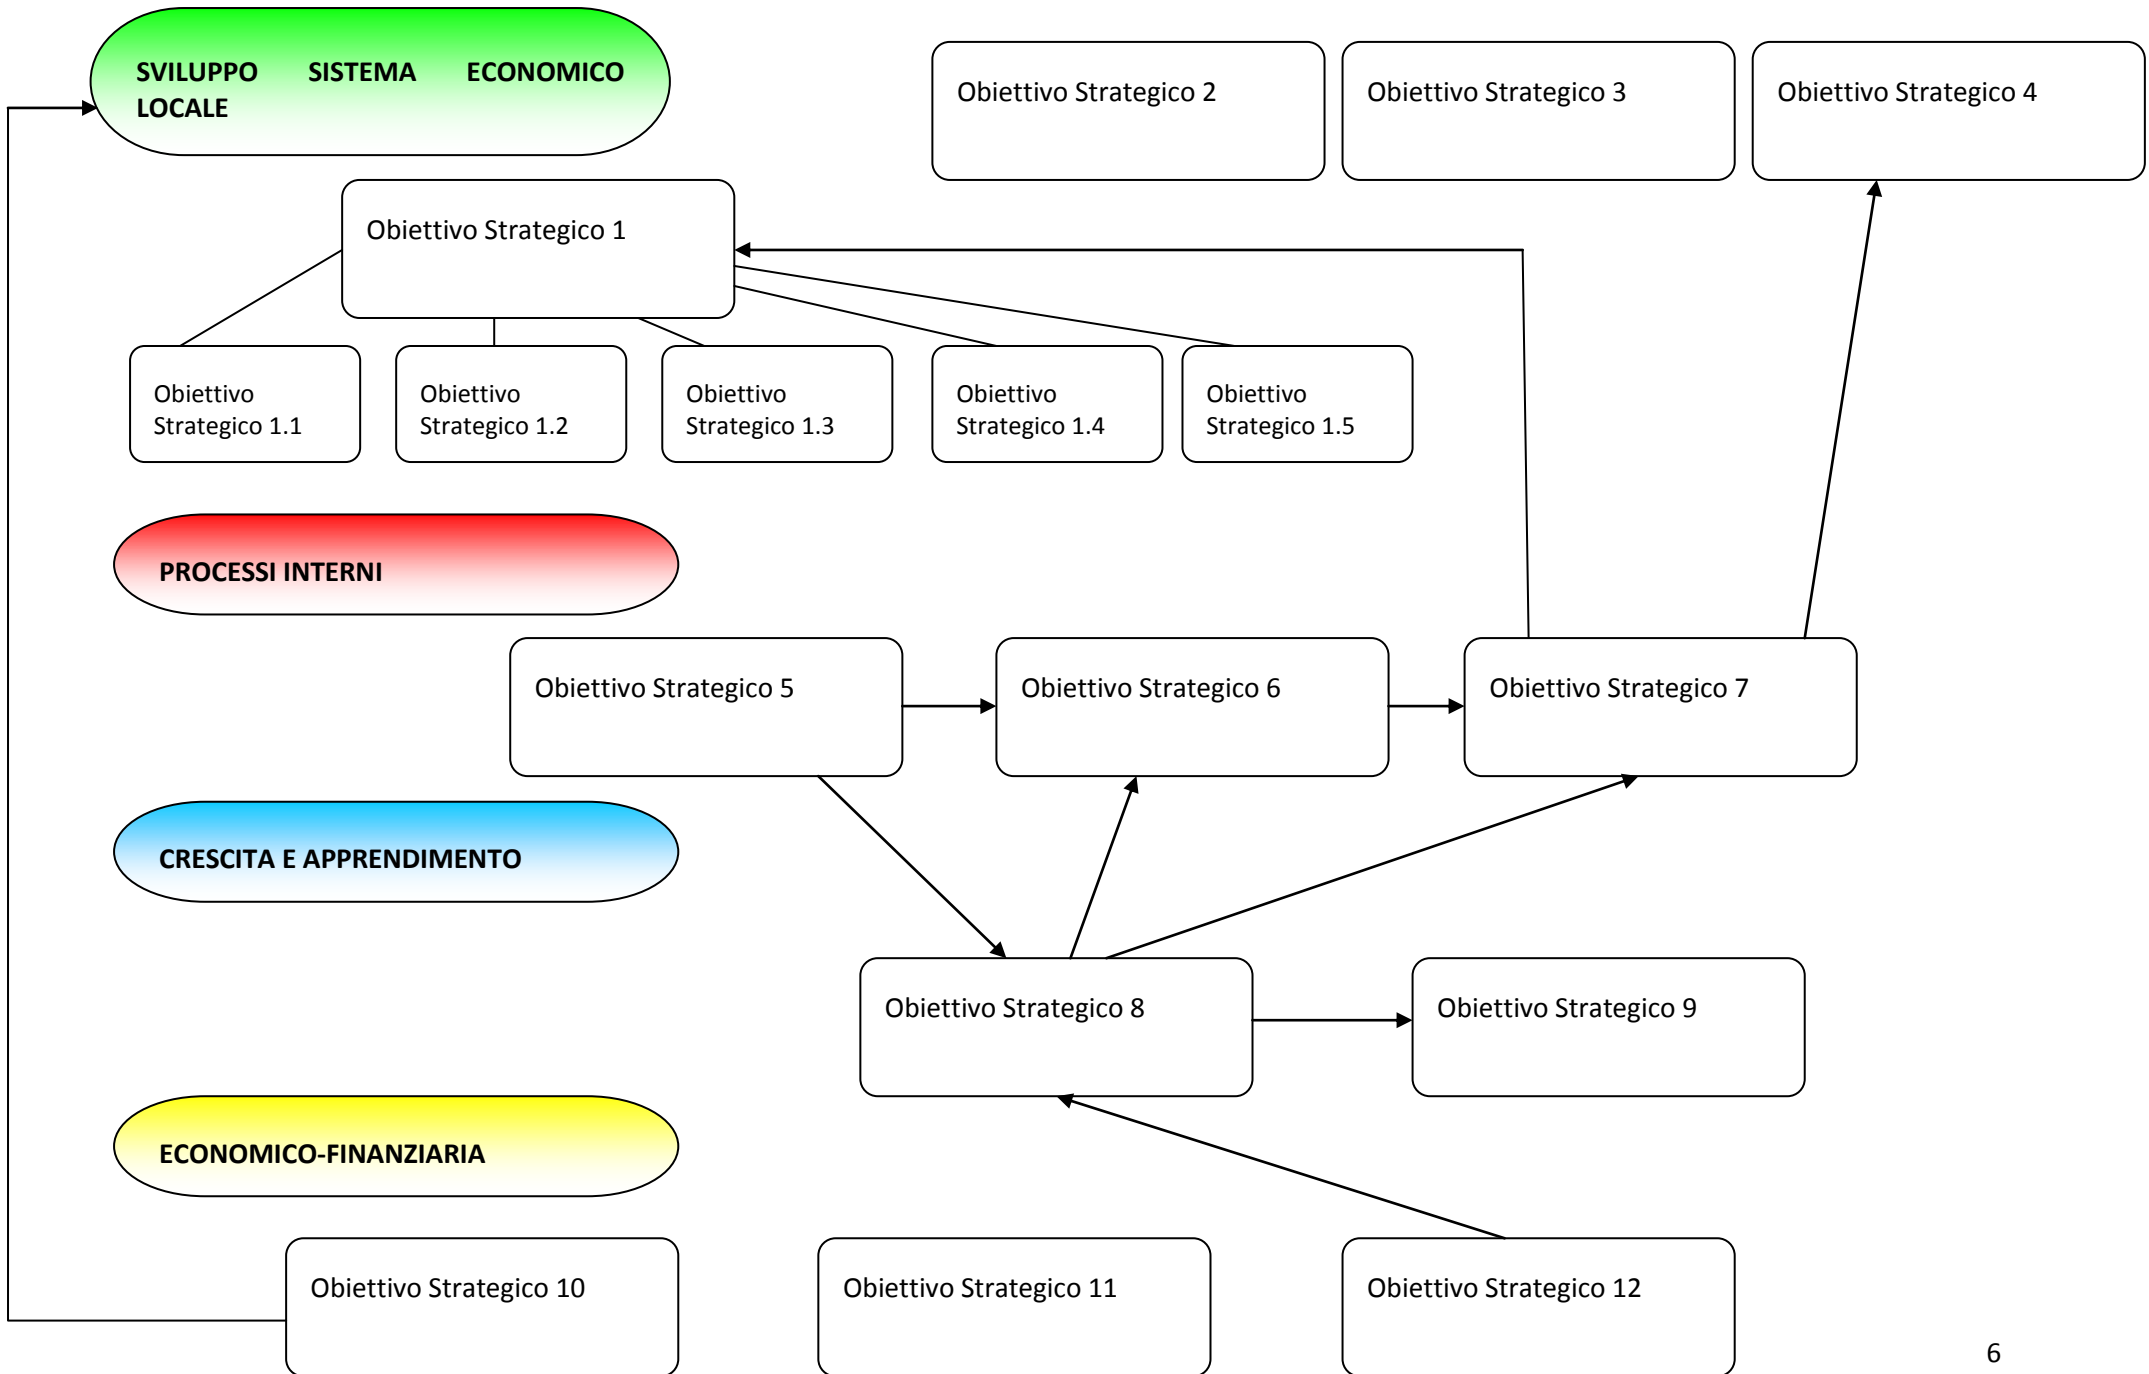 SVILUPPO SISTEMA ECONOMICO
LOCALE
Obiettivo Strategico 2
Obiettivo Strategico 3
Obiettivo Strategico 4
Obiettivo Strategico 1
Obiettivo
Strategico 1.1
Obiettivo
Strategico 1.2
Obiettivo
Strategico 1.3
Obiettivo
Strategico 1.4
Obiettivo
Strategico 1.5
PROCESSI INTERNI
Obiettivo Strategico 5
Obiettivo Strategico 6
Obiettivo Strategico 7
CRESCITA E APPRENDIMENTO
Obiettivo Strategico 8
Obiettivo Strategico 9
ECONOMICO-FINANZIARIA
Obiettivo Strategico 10
Obiettivo Strategico 11
Obiettivo Strategico 12
6